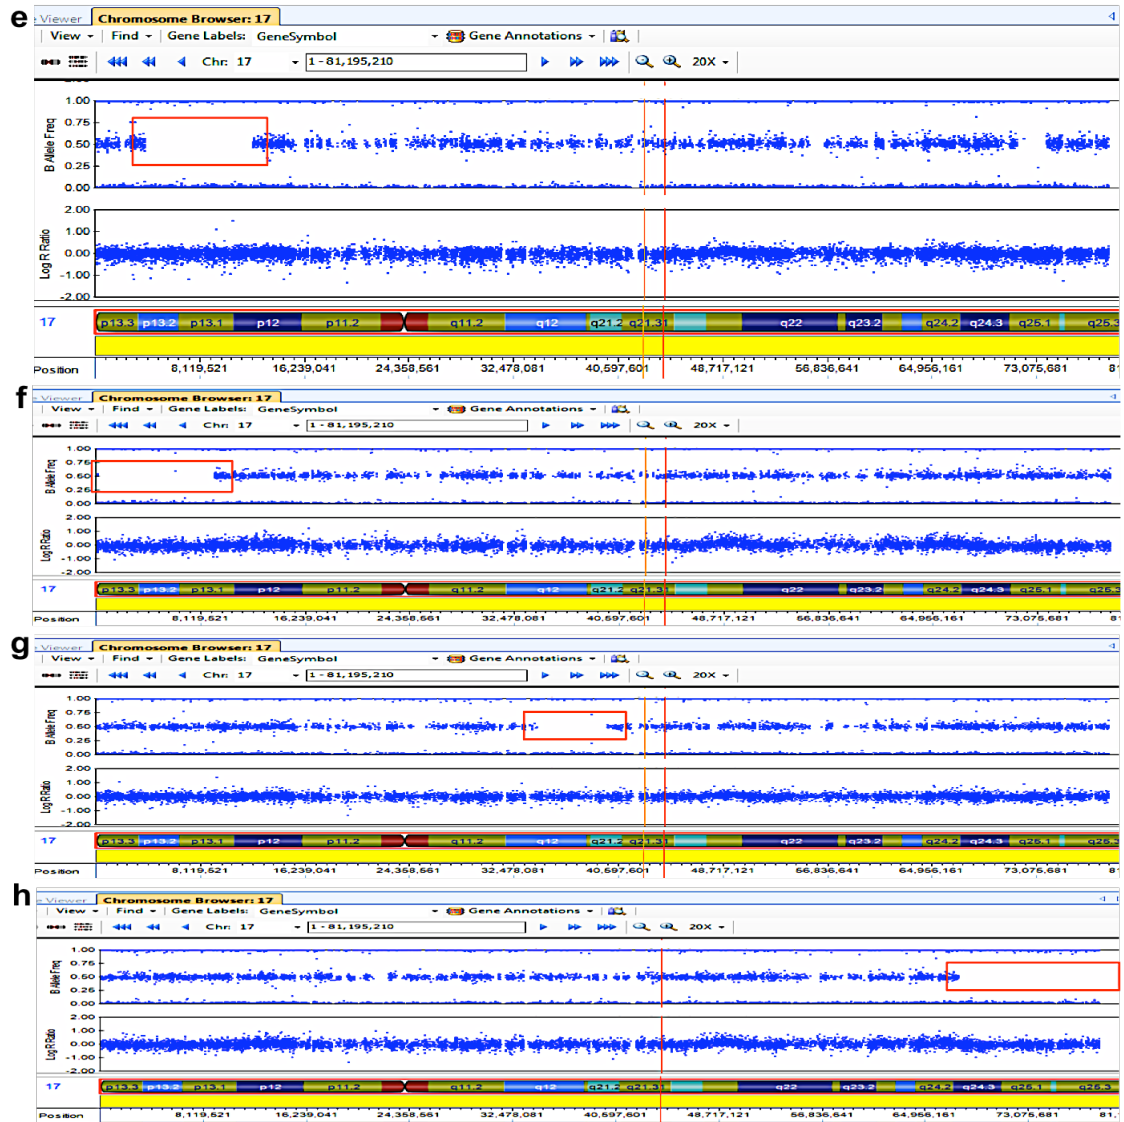 e
e Viewer Chromosome Browser: 17
View Find Gene Labels: GeneSymbol Gene Annotations
Chr: 17 1 - 81,195,210 20X
B Allele Freq
1.00
0.75
0.50
0.25
0.00
Log R Ratio
2.00
1.00
0.00
-1.00
-2.00
17 p13.3 p13.2 p13.1 p12 p11.2 q11.2 q12 q21.2 q21.31 q22 q23.2 q24.2 q24.3 q25.1 q25.3
Position 8,119,521 16,239,041 24,358,561 32,478,081 40,597,601 48,717,121 56,836,641 64,956,161 73,075,681 81
f
e Viewer Chromosome Browser: 17
View Find Gene Labels: GeneSymbol Gene Annotations
Chr: 17 1 - 81,195,210 20X
B Allele Freq
1.00
0.75
0.50
0.25
0.00
Log R Ratio
2.00
1.00
0.00
-1.00
-2.00
17 p13.3 p13.2 p13.1 p12 p11.2 q11.2 q12 q21.2 q21.31 q22 q23.2 q24.2 q24.3 q25.1 q25.3
Position 8,119,521 16,239,041 24,358,561 32,478,081 40,597,601 48,717,121 56,836,641 64,956,161 73,075,681 81
g
e Viewer Chromosome Browser: 17
View Find Gene Labels: GeneSymbol Gene Annotations
Chr: 17 1 - 81,195,210 20X
B Allele Freq
1.00
0.75
0.50
0.25
0.00
Log R Ratio
2.00
1.00
0.00
-1.00
-2.00
17 p13.3 p13.2 p13.1 p12 p11.2 q11.2 q12 q21.2 q21.31 q22 q23.2 q24.2 q24.3 q25.1 q25.3
Position 8,119,521 16,239,041 24,358,561 32,478,081 40,597,601 48,717,121 56,836,641 64,956,161 73,075,681 81
h
e Viewer Chromosome Browser: 17
View Find Gene Labels: GeneSymbol Gene Annotations
Chr: 17 1 - 81,195,210 20X
B Allele Freq
1.00
0.75
0.50
0.25
0.00
Log R Ratio
2.00
1.00
0.00
-1.00
17 p13.3 p13.2 p13.1 p12 p11.2 q11.2 q12 q21.2 q21.31 q22 q23.2 q24.2 q24.3 q25.1 q25.3
Position 8,119,521 16,239,041 24,358,561 32,478,081 40,597,601 48,717,121 56,836,641 64,956,161 73,075,681 81,